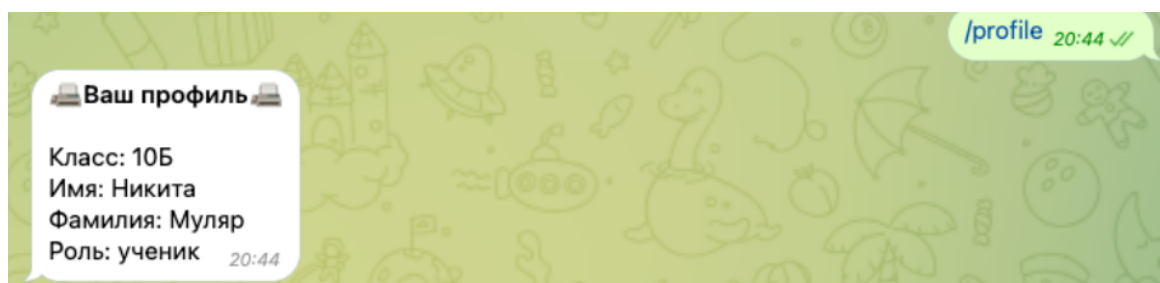 /profile 20:44
📠Ваш профиль📠
Класс: 10Б
Имя: Никита
Фамилия: Муляр
Роль: ученик 20:44